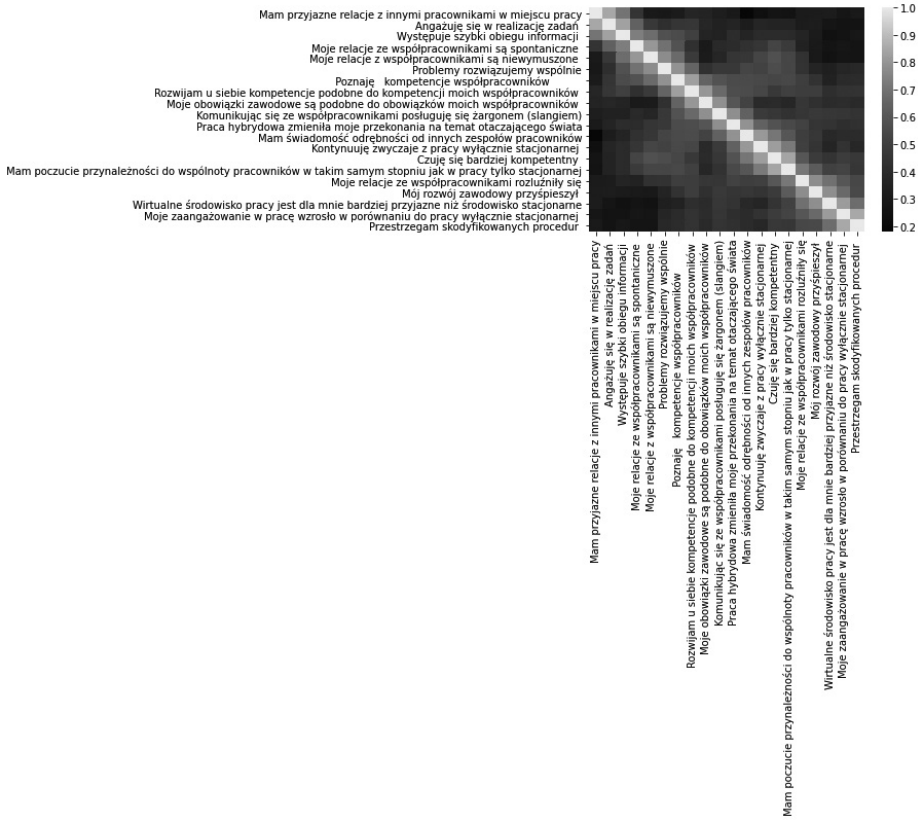 Mam przyjazne relacje z innymi pracownikami w miejscu pracy
Angażuję się w realizację zadań
Występuje szybki obiegu informacji
Moje relacje ze współpracownikami są spontaniczne
Moje relacje z współpracownikami są niewymuszone
Problemy rozwiązujemy wspólnie
Poznaję kompetencje współpracowników
Rozwijam u siebie kompetencje podobne do kompetencji moich współpracowników
Moje obowiązki zawodowe są podobne do obowiązków moich współpracowników
Komunikując się ze współpracownikami posługuję się żargonem (slangiem)
Praca hybrydowa zmieniła moje przekonania na temat otaczającego świata
Mam świadomość odrębności od innych zespołów pracowników
Kontynuuję zwyczaje z pracy wyłącznie stacjonarnej
Czuję się bardziej kompetentny
Mam poczucie przynależności do wspólnoty pracowników w takim samym stopniu jak w pracy tylko stacjonarnej
Moje relacje ze współpracownikami rozluźniły się
Mój rozwój zawodowy przyśpieszył
Wirtualne środowisko pracy jest dla mnie bardziej przyjazne niż środowisko stacjonarne
Moje zaangażowanie w pracę wzrosło w porównaniu do pracy wyłącznie stacjonarnej
Przestrzegam skodyfikowanych procedur
1.0
0.9
0.8
0.7
0.6
0.5
0.4
0.3
0.2
Mam przyjazne relacje z innymi pracownikami w miejscu pracy
Angażuję się w realizację zadań
Występuje szybki obiegu informacji
Moje relacje ze współpracownikami są spontaniczne
Moje relacje z współpracownikami są niewymuszone
Problemy rozwiązujemy wspólnie
Poznaję kompetencje współpracowników
Rozwijam u siebie kompetencje podobne do kompetencji moich współpracowników
Moje obowiązki zawodowe są podobne do obowiązków moich współpracowników
Komunikując się ze współpracownikami posługuję się żargonem (slangiem)
Praca hybrydowa zmieniła moje przekonania na temat otaczającego świata
Mam świadomość odrębności od innych zespołów pracowników
Kontynuuję zwyczaje z pracy wyłącznie stacjonarnej
Czuję się bardziej kompetentny
Mam poczucie przynależności do wspólnoty pracowników w takim samym stopniu jak w pracy tylko stacjonarnej
Moje relacje ze współpracownikami rozluźniły się
Mój rozwój zawodowy przyśpieszył
Wirtualne środowisko pracy jest dla mnie bardziej przyjazne niż środowisko stacjonarne
Moje zaangażowanie w pracę wzrosło w porównaniu do pracy wyłącznie stacjonarnej
Przestrzegam skodyfikowanych procedur